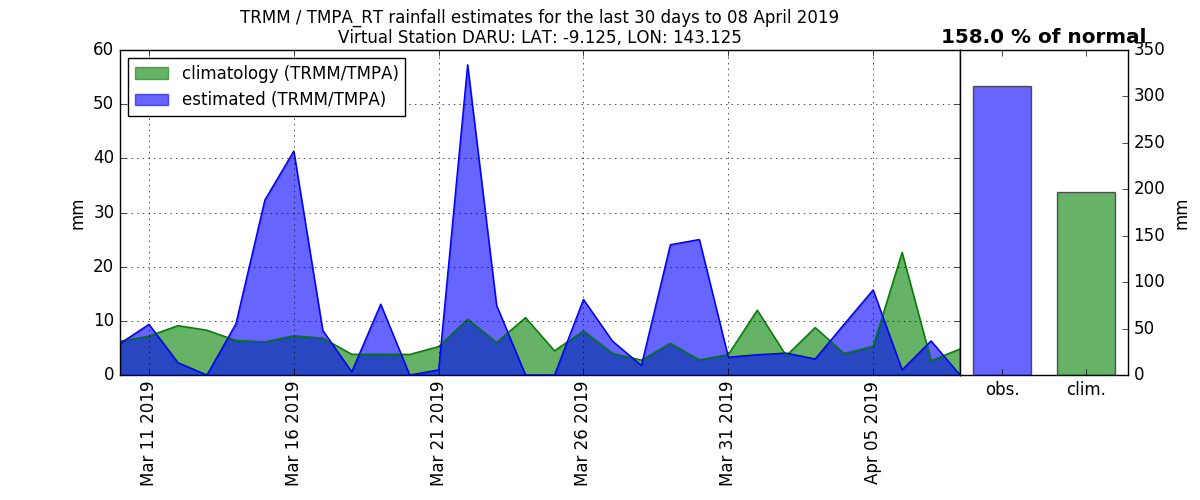 TRMM / TMPA_RT rainfall estimates for the last 30 days to 08 April 2019
Virtual Station DARU: LAT: -9.125, LON: 143.125
158.0 % of normal
climatology (TRMM/TMPA)
estimated (TRMM/TMPA)
60
50
40
30
20
10
0
mm
Mar 11 2019
Mar 16 2019
Mar 21 2019
Mar 26 2019
Mar 31 2019
Apr 05 2019
obs.
clim.
350
300
250
200
150
100
50
0
mm